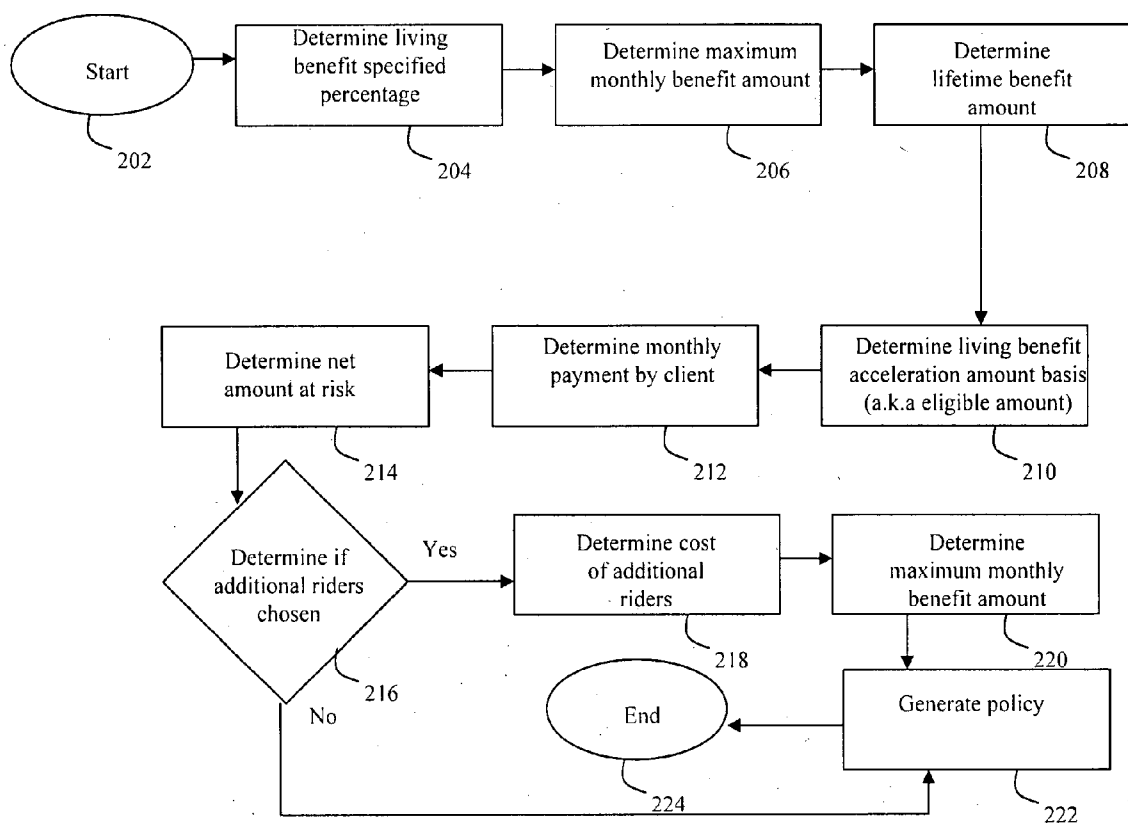 Start
202
Determine living
benefit specified
percentage
204
Determine maximum
monthly benefit amount
206
Determine
lifetime benefit
amount
208
Determine living benefit
acceleration amount basis
(a.k.a eligible amount)
210
Determine monthly
payment by client
212
Determine net
amount at risk
214
Determine if
additional riders
chosen
216
Yes
No
Determine cost
of additional
riders
218
Determine
maximum monthly
benefit amount
220
Generate policy
222
End
224